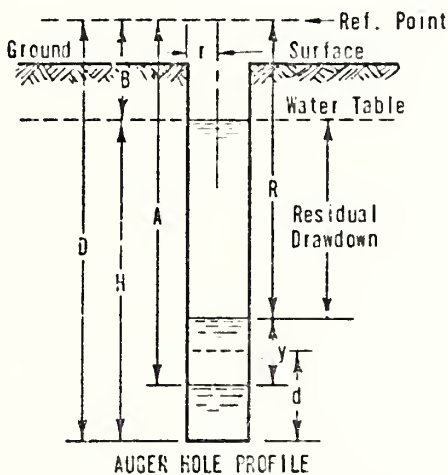 Ref. Point
Ground r Surface
B
Water Table
R
A
Residual
Drawdown
D
H
y
d
AUGER HOLE PROFILE